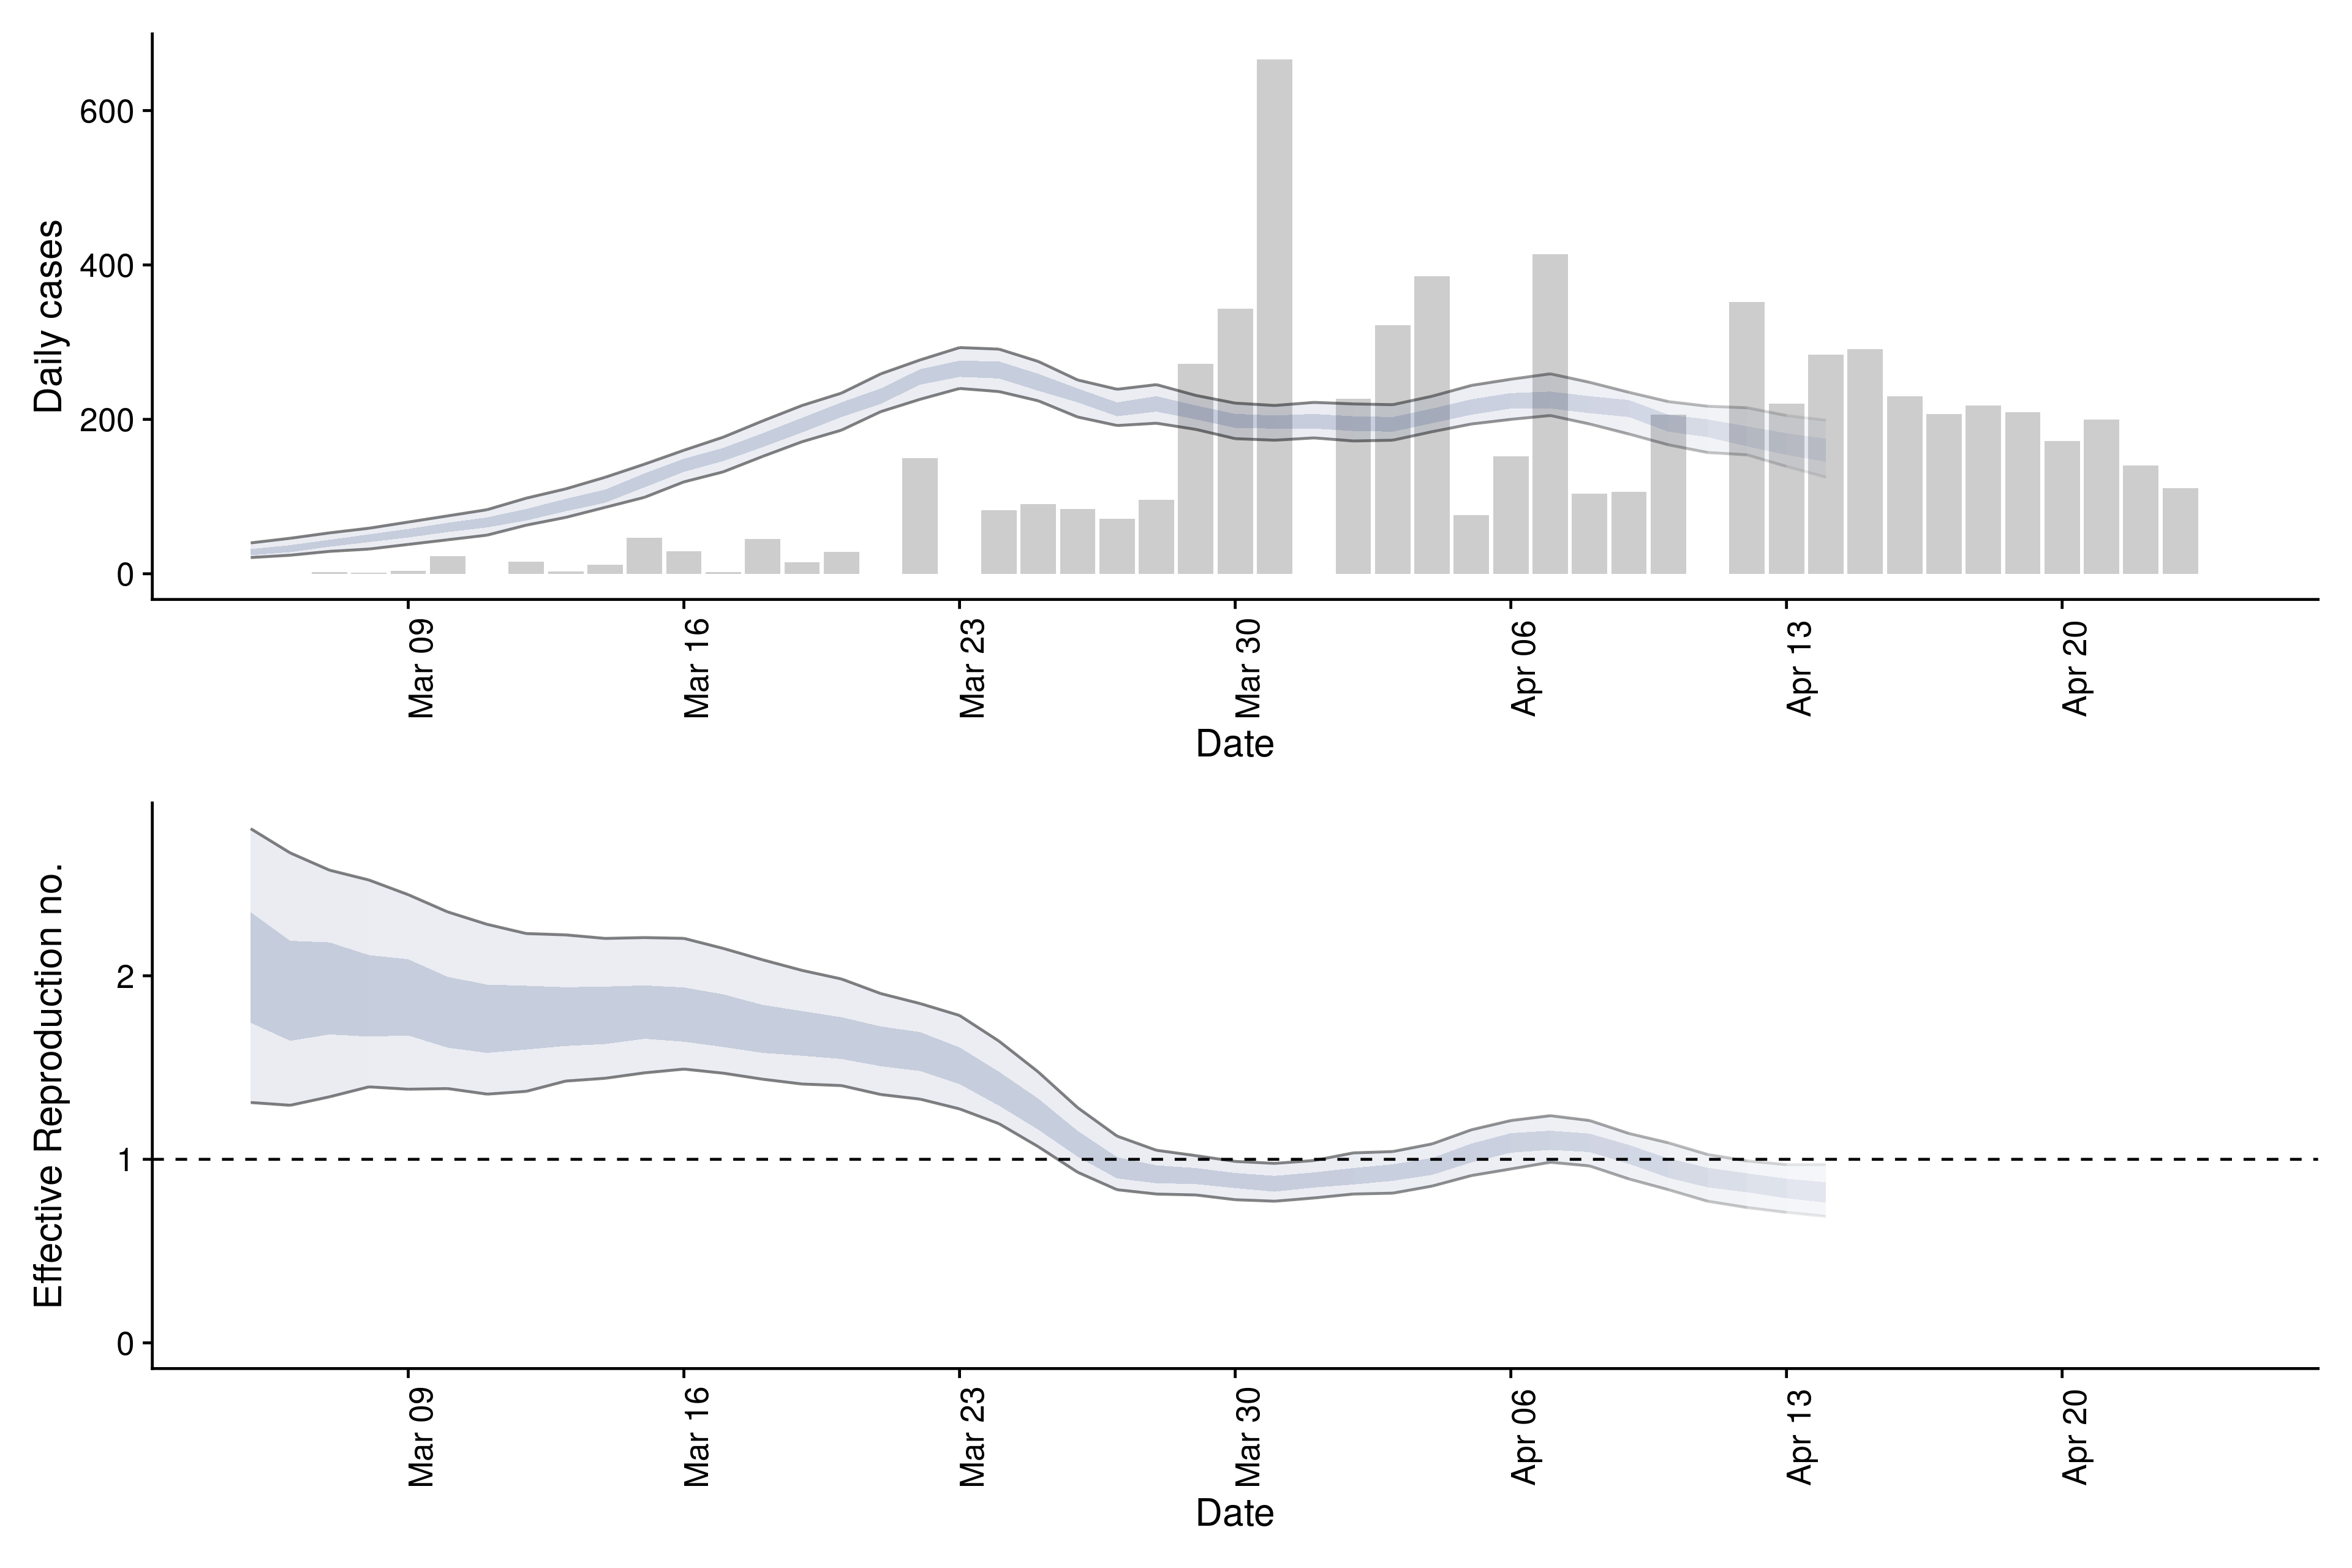 Daily cases
600
400
200
0
Mar 09
Mar 16
Mar 23
Mar 30
Apr 06
Apr 13
Apr 20
Date
Effective Reproduction no.
2
1
0
Mar 09
Mar 16
Mar 23
Mar 30
Apr 06
Apr 13
Apr 20
Date